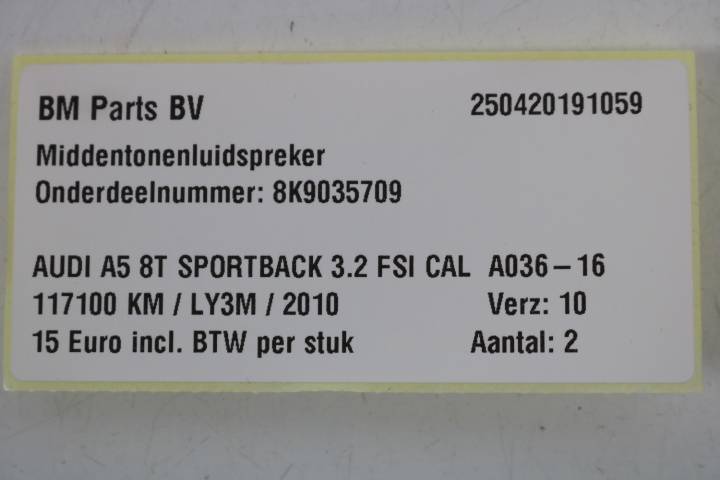 BM Parts BV 250420191059
Middentonenluidspreker
Onderdeelnummer: 8K9035709
AUDI A5 8T SPORTBACK 3.2 FSI CAL A036-16
117100 KM / LY3M / 2010 Verz: 10
15 Euro incl. BTW per stuk Aantal: 2